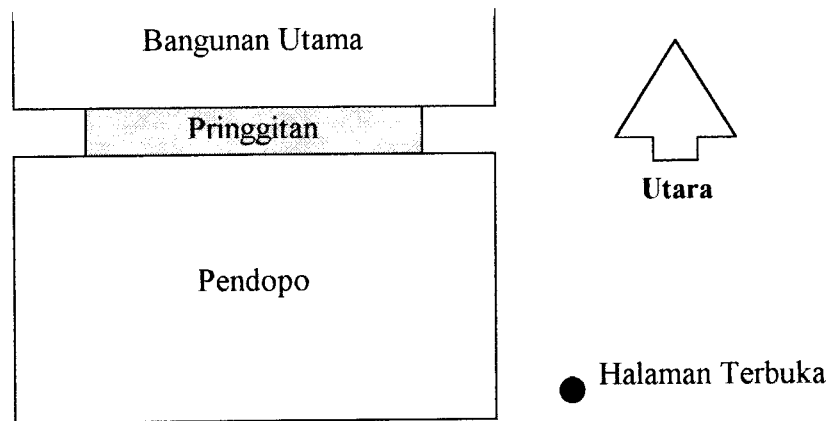 Bangunan Utama
Pringgitan
Utara
Pendopo
Halaman Terbuka